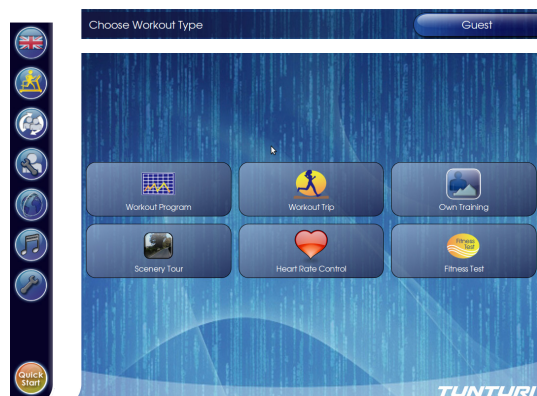 Choose Workout Type
Guest
Workout Program
Workout Trip
Own Training
Scenery Tour
Heart Rate Control
Fitness
Test
Fitness Test
Quick
Start
TUNTURI